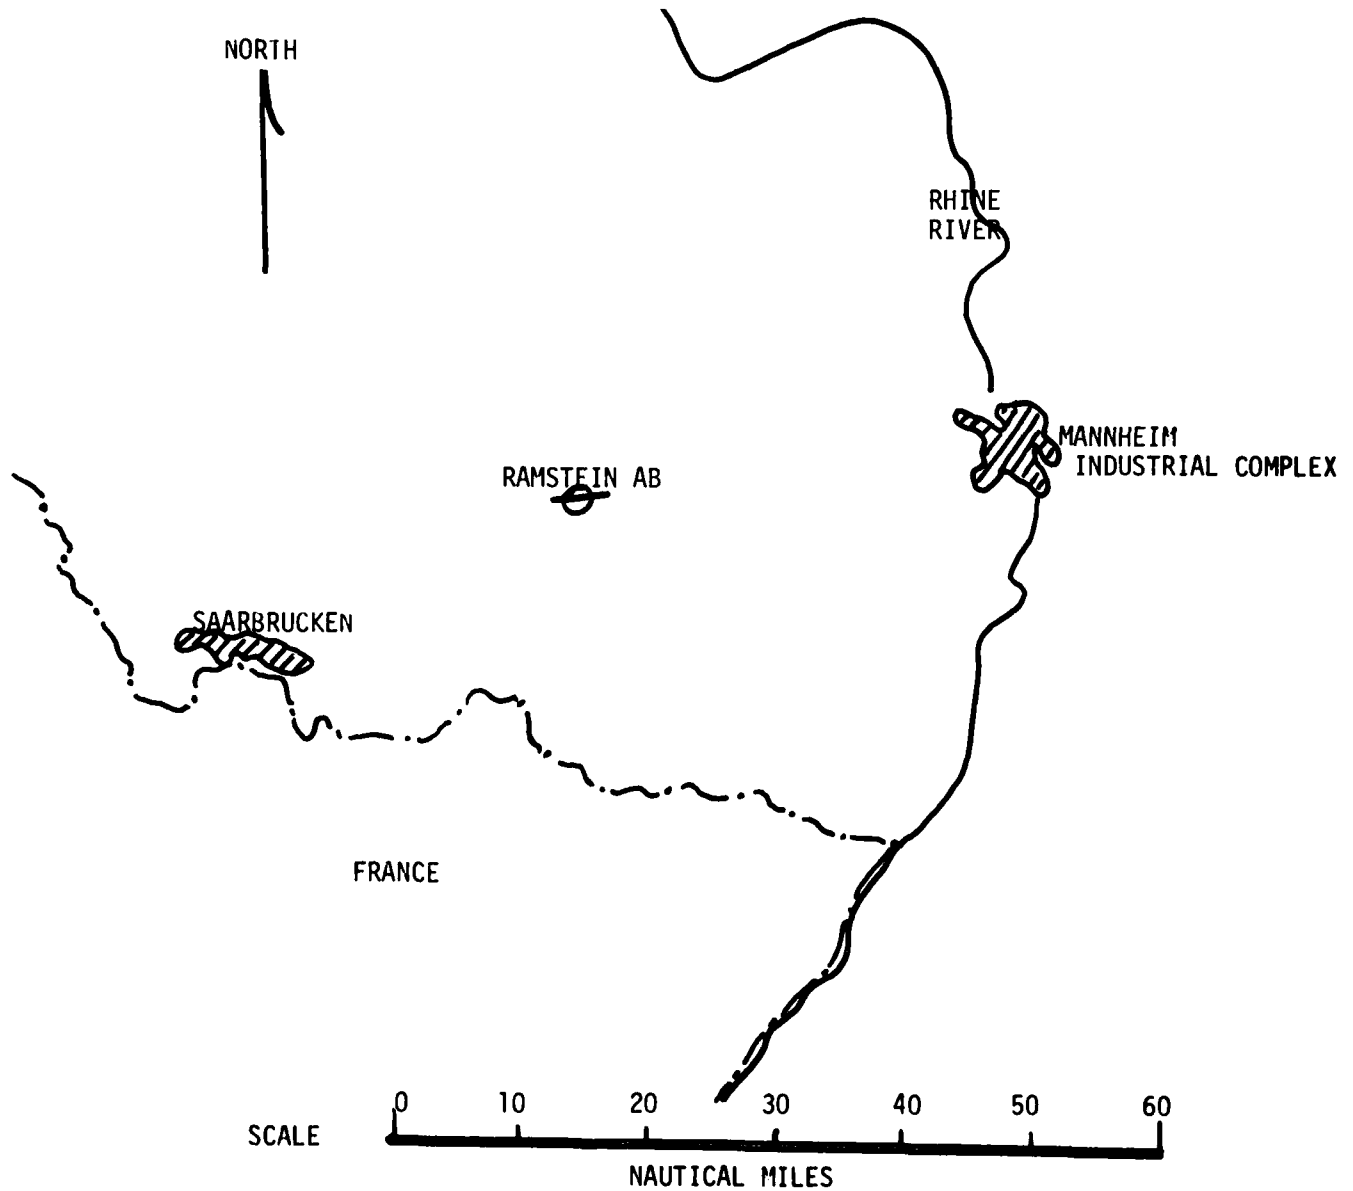 NORTH
RHINE
RIVER
MANNHEIM
INDUSTRIAL COMPLEX
RAMSTEIN AB
SAARBRUCKEN
FRANCE
0 10 20 30 40 50 60
SCALE
NAUTICAL MILES